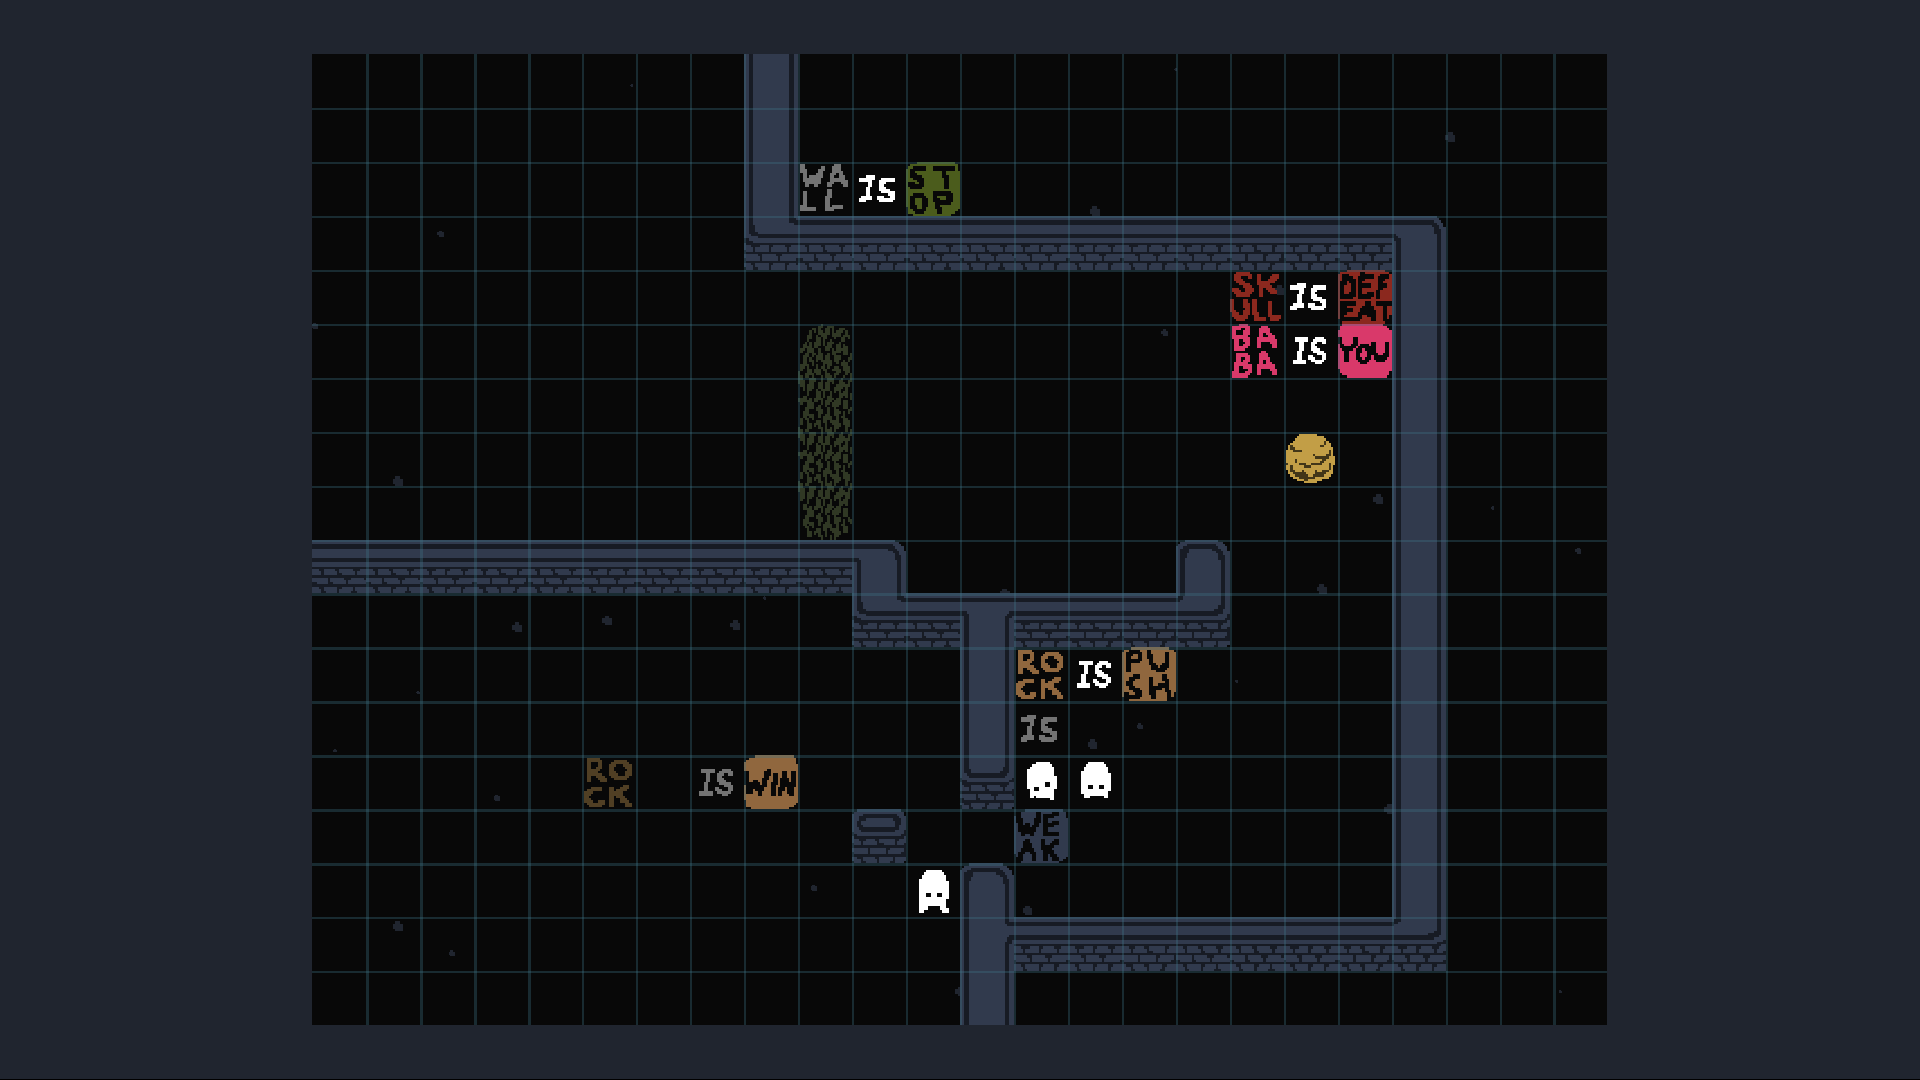 WALL IS STOP
SKULL IS DEFEAT
BABA IS YOU
ROCK IS PUSH
IS
ROCK IS WIN
WEAK